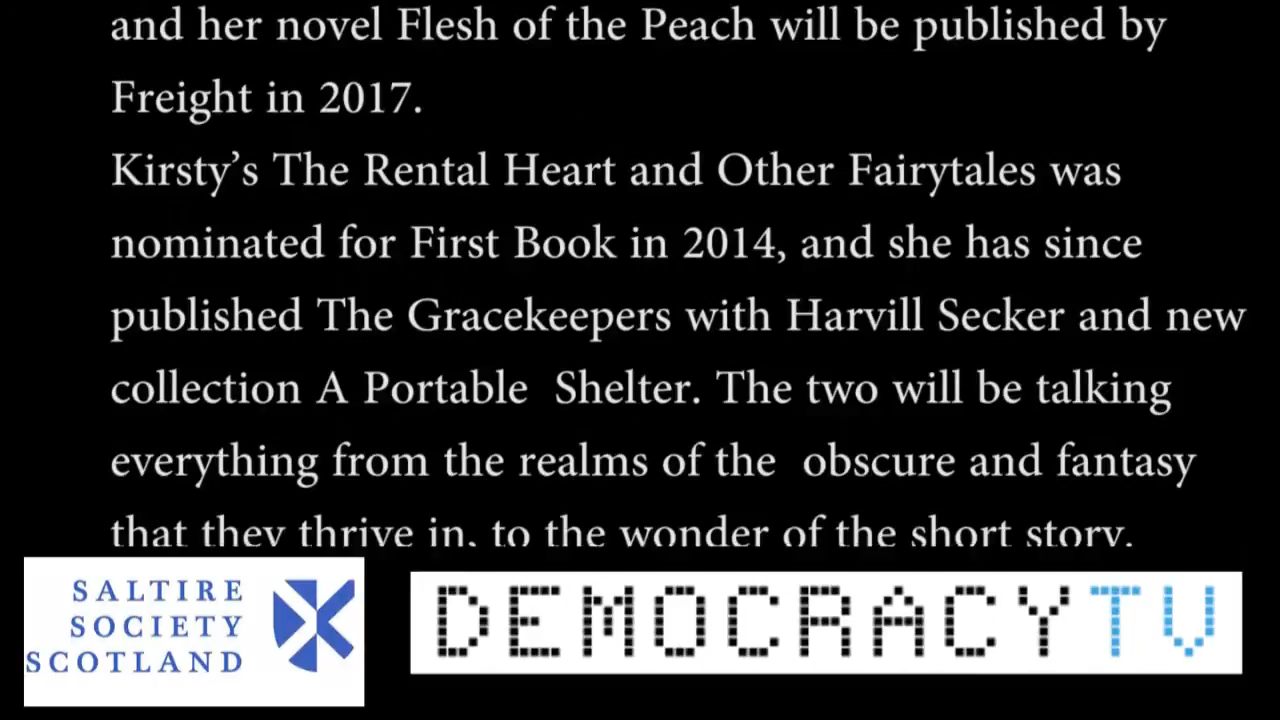 and her novel Flesh of the Peach will be published by
Freight in 2017.
Kirsty’s The Rental Heart and Other Fairytales was
nominated for First Book in 2014, and she has since
published The Gracekeepers with Harvill Secker and new
collection A Portable  Shelter. The two will be talking
everything from the realms of the  obscure and fantasy
that they thrive in, to the wonder of the short story.
SALTIRE
SOCIETY
SCOTLAND
DEMOCRACYTV